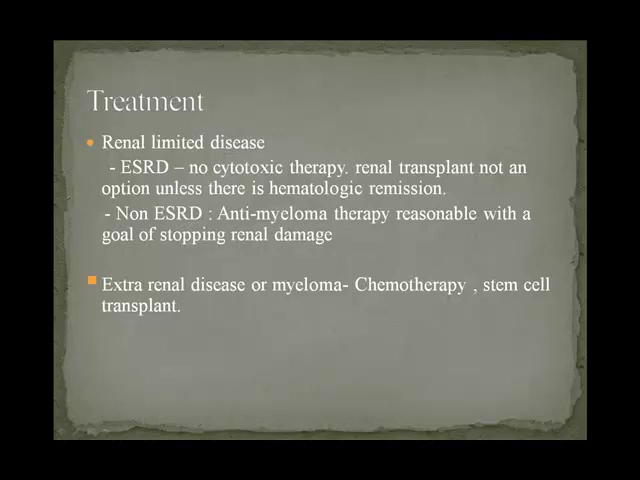 Treatment
Renal limited disease
- ESRD – no cytotoxic therapy. renal transplant not an
option unless there is hematologic remission.
- Non ESRD : Anti-myeloma therapy reasonable with a
goal of stopping renal damage
Extra renal disease or myeloma- Chemotherapy , stem cell
transplant.